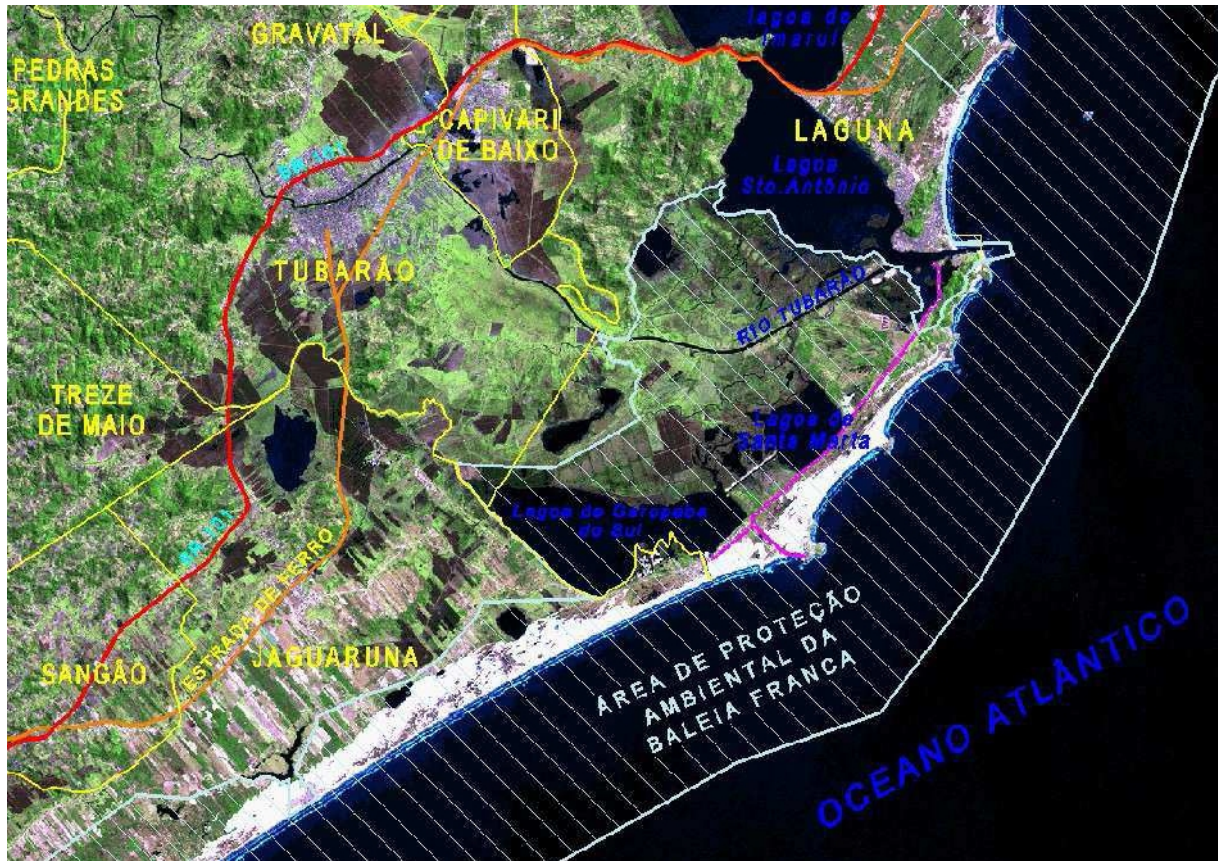 lagoa do
Imaruí
GRAVATAL
PEDRAS
GRANDES
CAPIVARI
DE BAIXO
LAGUNA
Lagoa
Sto.Antônio
BR 101
TUBARÃO
RIO TUBARÃO
TREZE
DE MAIO
Lagoa de
Santa Marta
Lagoa de Garopaba
do Sul
BR 101
ESTRADA DE FERRO
SANGÃO
JAGUARUNA
ÁREA DE PROTEÇÃO
AMBIENTAL DA
BALEIA FRANCA
OCEANO ATLÂNTICO